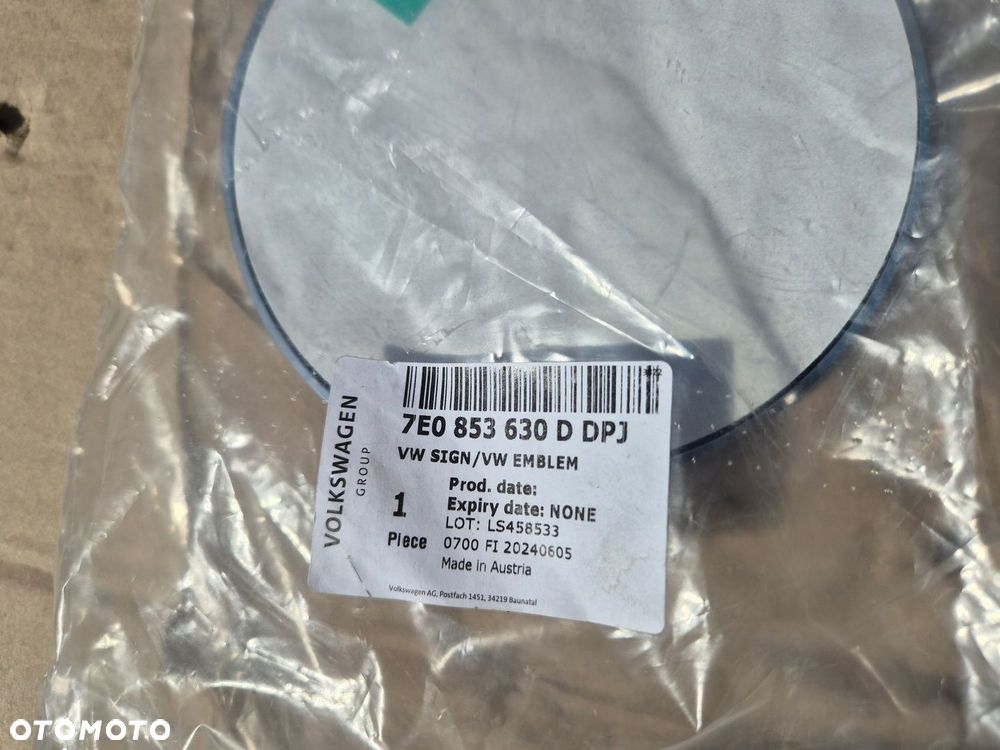 VOLKSWAGEN
GROUP
7E0 853 630 D DPJ
VW SIGN/VW EMBLEM
Prod. date:
Expiry date: NONE
LOT: LS458533
1
Piece
0700 FI 20240605
Made in Austria
Volkswagen AG, Postfach 1451, 34219 Baunatal
OTOMOTO